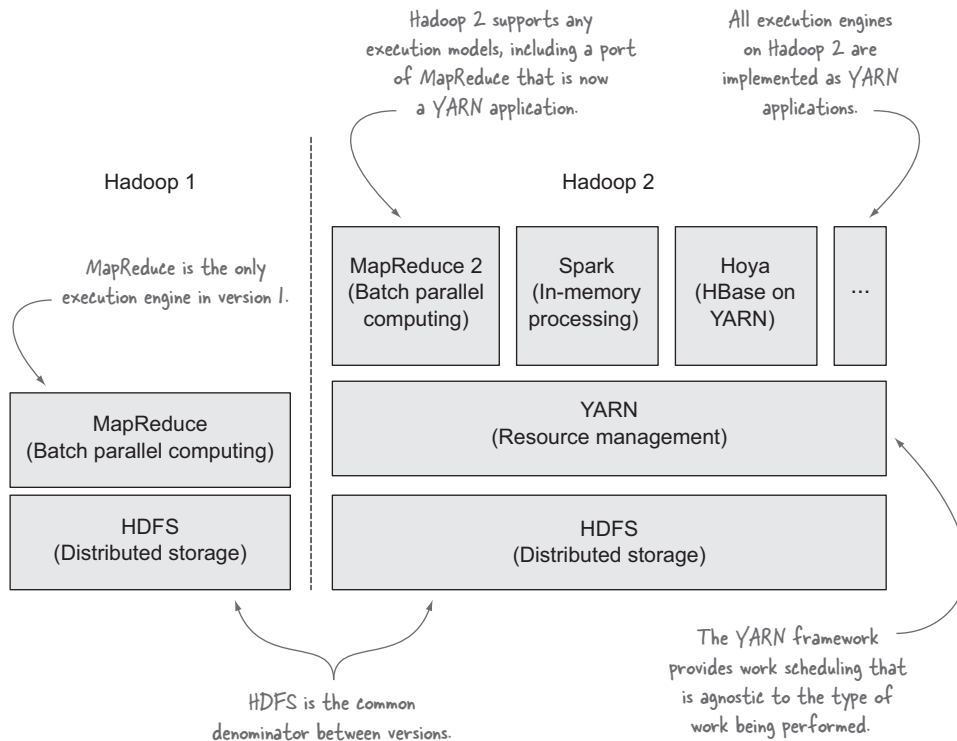 Hadoop 2 supports any
execution models, including a port
of MapReduce that is now
a YARN application.
All execution engines
on Hadoop 2 are
implemented as YARN
applications.
Hadoop 1
Hadoop 2
MapReduce is the only
execution engine in version 1.
MapReduce 2
(Batch parallel
computing)
Spark
(In-memory
processing)
Hoya
(HBase on
YARN)
...
MapReduce
(Batch parallel computing)
YARN
(Resource management)
HDFS
(Distributed storage)
HDFS
(Distributed storage)
HDFS is the common
denominator between versions.
The YARN framework
provides work scheduling that
is agnostic to the type of
work being performed.